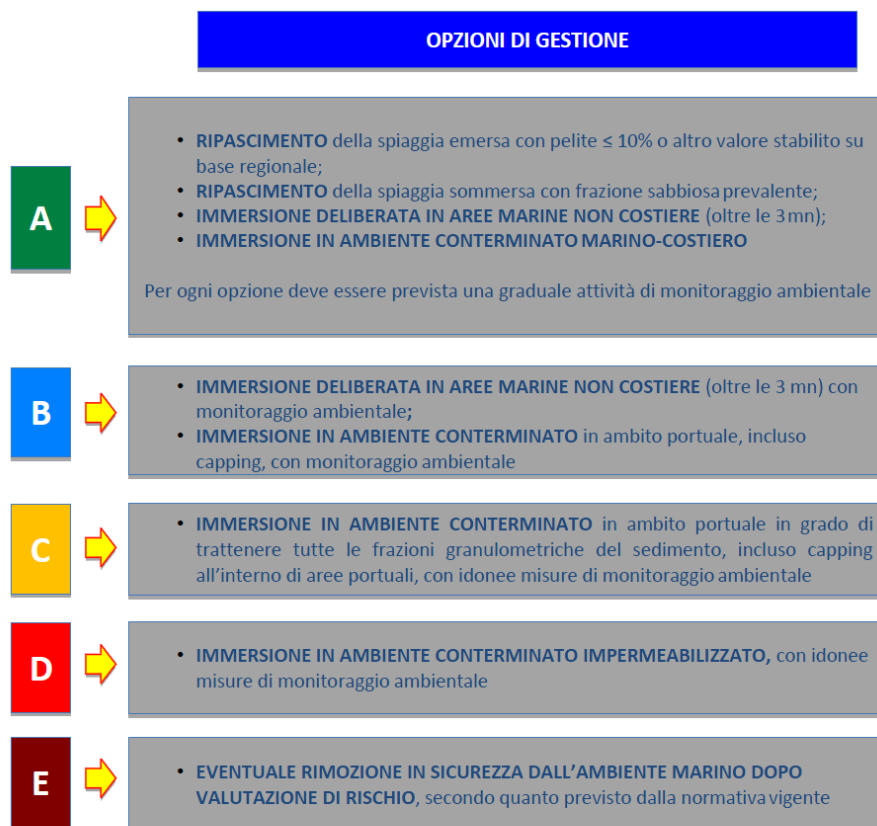 OPZIONI DI GESTIONE
A
• RIPASCIMENTO della spiaggia emersa con pelite ≤ 10% o altro valore stabilito su
base regionale;
• RIPASCIMENTO della spiaggia sommersa con frazione sabbiosa prevalente;
• IMMERSIONE DELIBERATA IN AREE MARINE NON COSTIERE (oltre le 3 mn);
• IMMERSIONE IN AMBIENTE CONTERMINATO MARINO-COSTIERO
Per ogni opzione deve essere prevista una graduale attività di monitoraggio ambientale
B
• IMMERSIONE DELIBERATA IN AREE MARINE NON COSTIERE (oltre le 3 mn) con
monitoraggio ambientale;
• IMMERSIONE IN AMBIENTE CONTERMINATO in ambito portuale, incluso
capping, con monitoraggio ambientale
C
• IMMERSIONE IN AMBIENTE CONTERMINATO in ambito portuale in grado di
trattenere tutte le frazioni granulometriche del sedimento, incluso capping
all'interno di aree portuali, con idonee misure di monitoraggio ambientale
D
• IMMERSIONE IN AMBIENTE CONTERMINATO IMPERMEABILIZZATO, con idonee
misure di monitoraggio ambientale
E
• EVENTUALE RIMOZIONE IN SICUREZZA DALL'AMBIENTE MARINO DOPO
VALUTAZIONE DI RISCHIO, secondo quanto previsto dalla normativa vigente